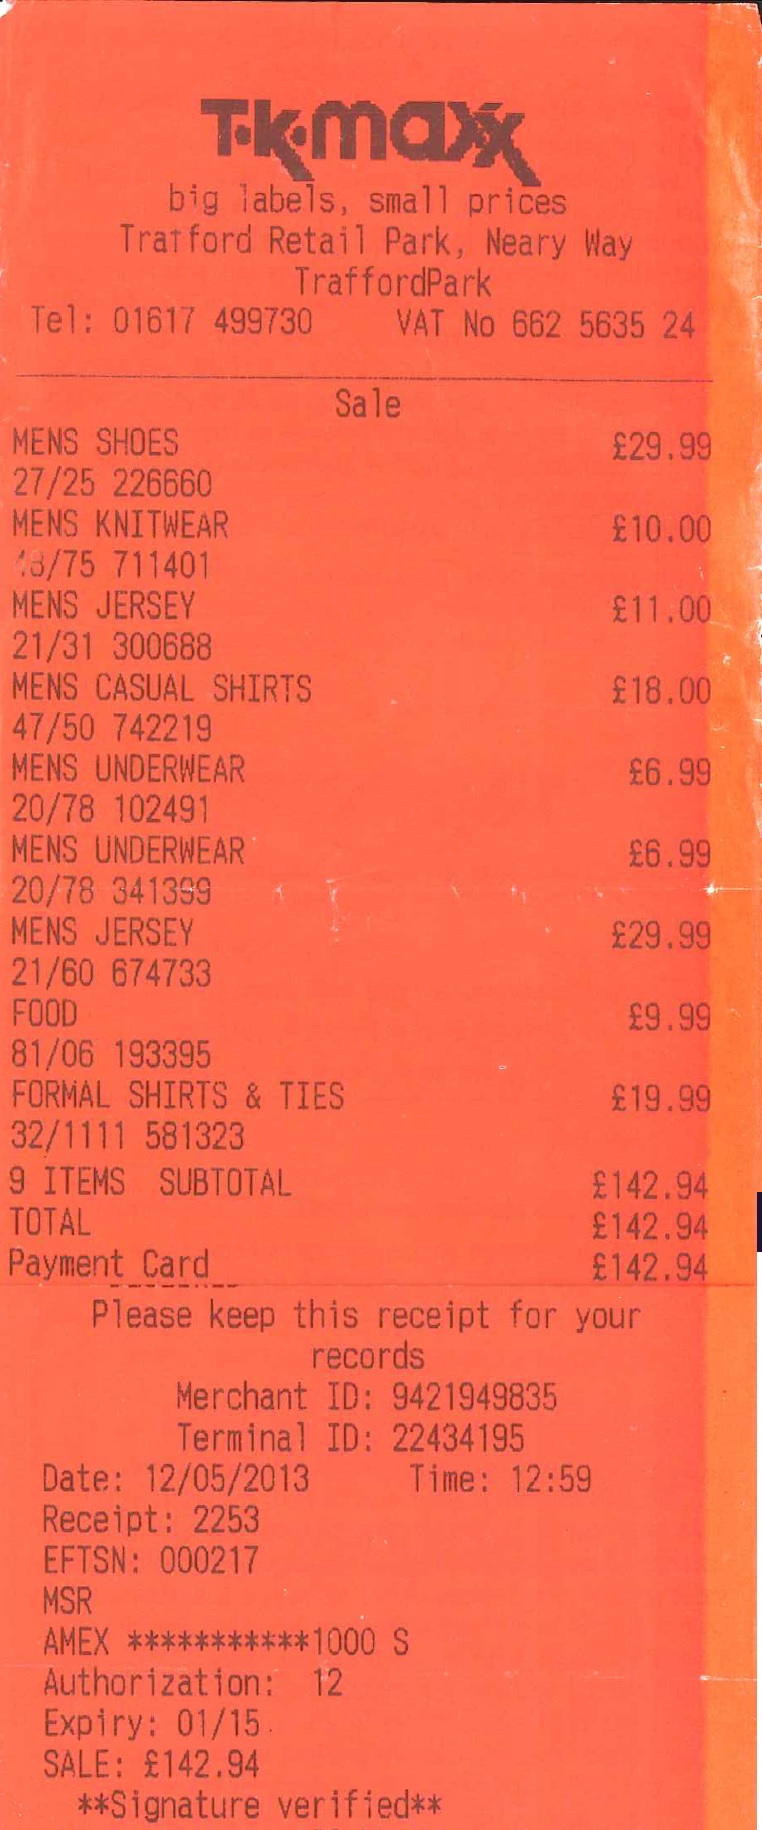 T·K·maxx
big labels, small prices
Trafford Retail Park, Neary Way
TraffordPark
Tel: 01617 499730 VAT No 662 5635 24
Sale
MENS SHOES £29.99
27/25 226660
MENS KNITWEAR £10.00
48/75 711401
MENS JERSEY £11.00
21/31 300688
MENS CASUAL SHIRTS £18.00
47/50 742219
MENS UNDERWEAR £6.99
20/78 102491
MENS UNDERWEAR £6.99
20/78 341399
MENS JERSEY £29.99
21/60 674733
FOOD £9.99
81/06 193395
FORMAL SHIRTS & TIES £19.99
32/1111 581323
9 ITEMS SUBTOTAL £142.94
TOTAL £142.94
Payment Card £142.94
Please keep this receipt for your
records
Merchant ID: 9421949835
Terminal ID: 22434195
Date: 12/05/2013 Time: 12:59
Receipt: 2253
EFTSN: 000217
MSR
AMEX ***********1000 S
Authorization: 12
Expiry: 01/15
SALE: £142.94
**Signature verified**